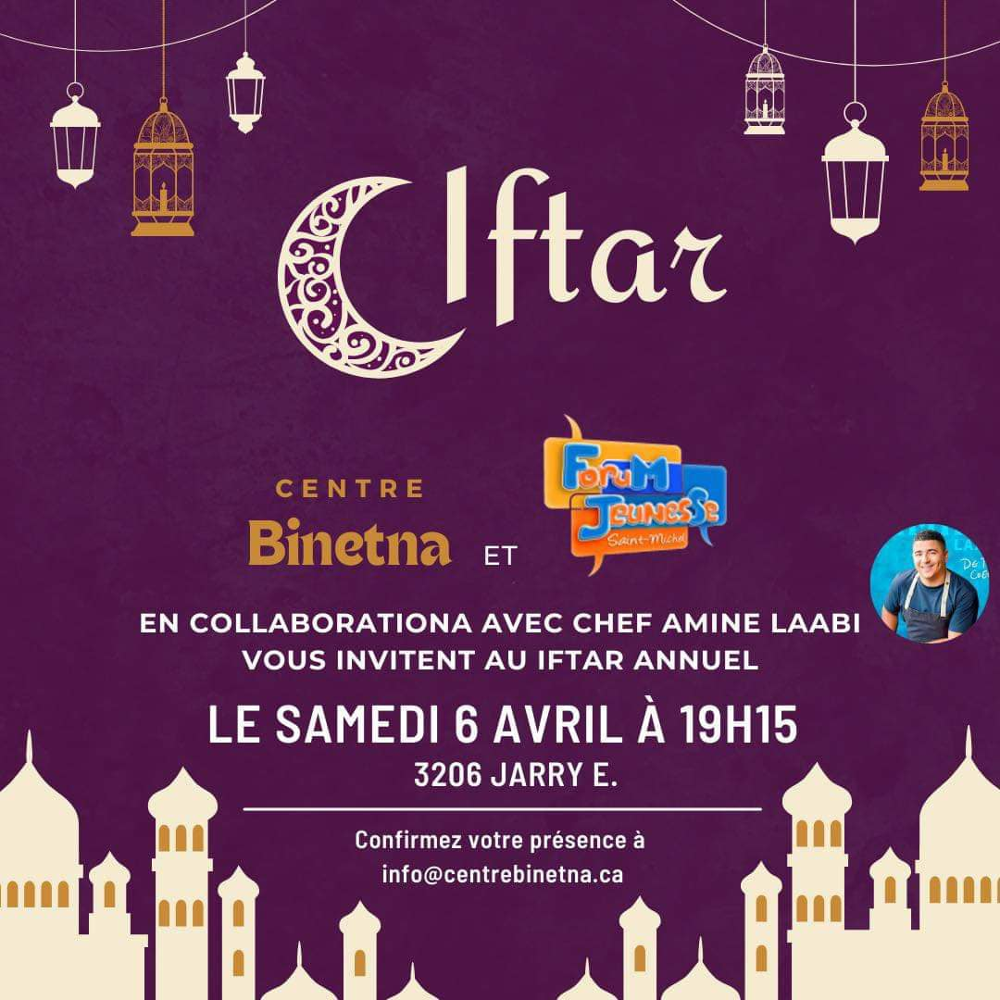 Iftar
CENTRE
Binetna
ET
Forum
Jeunesse
Saint-Michel
EN COLLABORATIONA AVEC CHEF AMINE LAABI
VOUS INVITENT AU IFTAR ANNUEL
LE SAMEDI 6 AVRIL À 19H15
3206 JARRY E.
Confirmez votre présence à
info@centrebinetna.ca